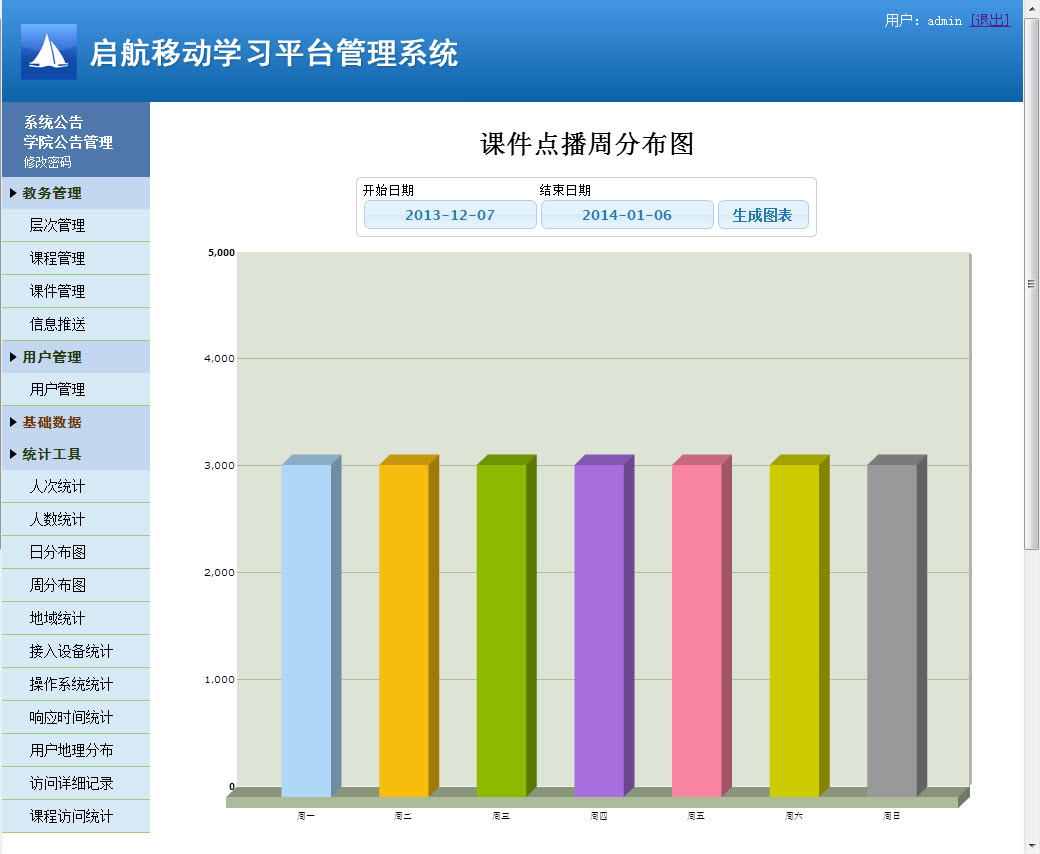 用户: admin [退出]
启航移动学习平台管理系统
系统公告
学院公告管理
修改密码
教务管理
层次管理
课程管理
课件管理
信息推送
用户管理
用户管理
基础数据
统计工具
人次统计
人数统计
日分布图
周分布图
地域统计
接入设备统计
操作系统统计
响应时间统计
用户地理分布
访问详细记录
课程访问统计
课件点播周分布图
开始日期 结束日期
2013-12-07 2014-01-06 生成图表
5,000
4,000
3,000
2,000
1,000
0
周一 周二 周三 周四 周五 周六 周日